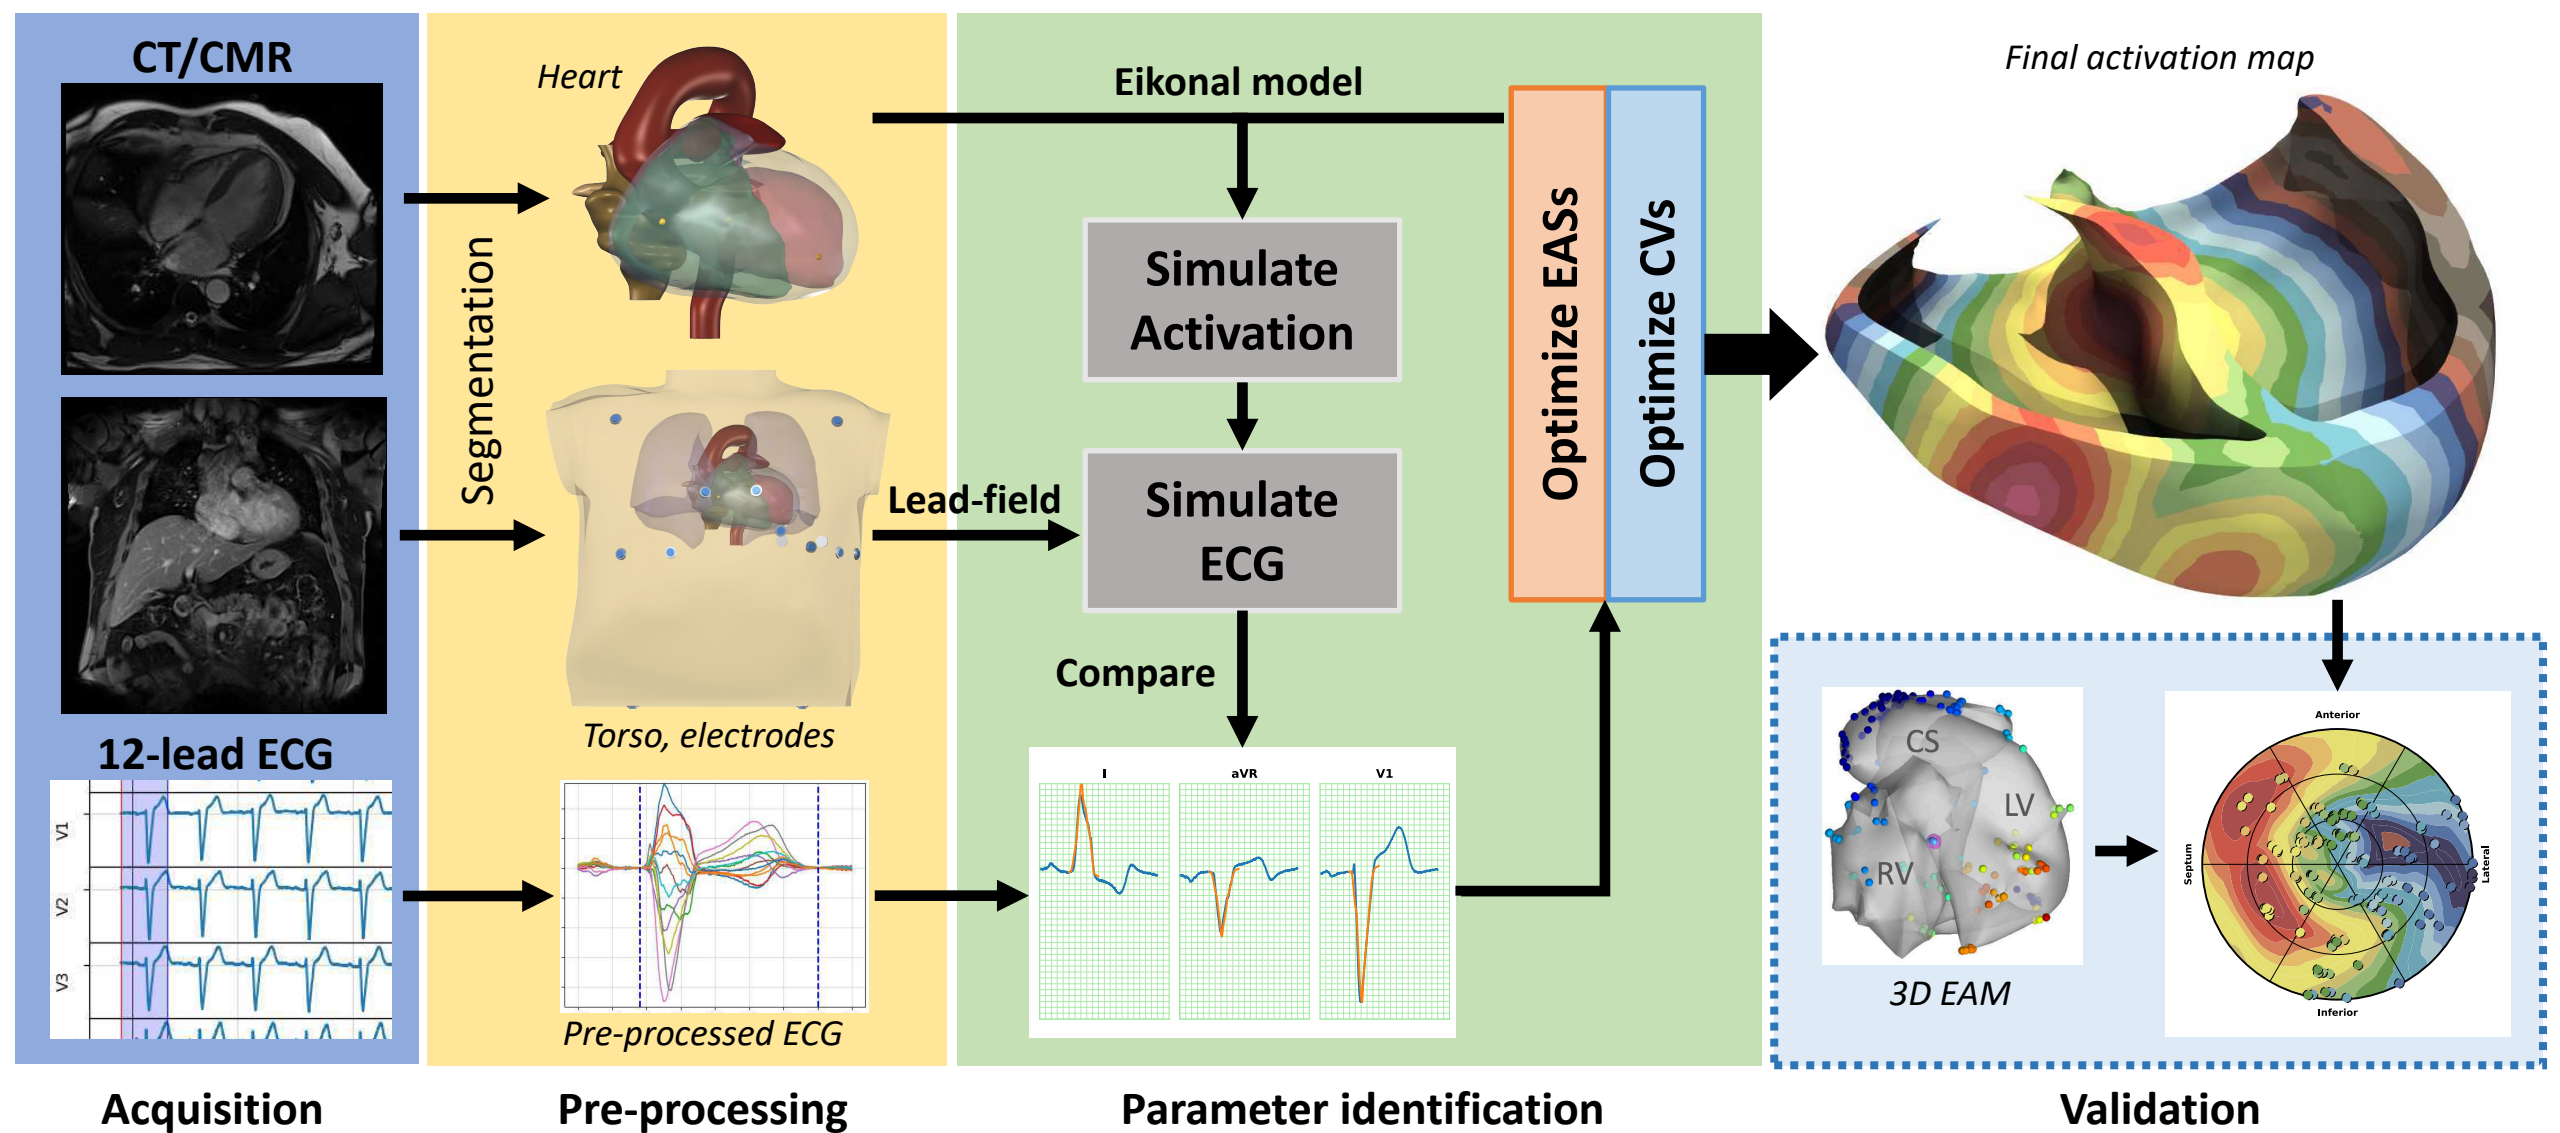 CT/CMR
12-lead ECG
V1
V2
V3
Acquisition
Heart
Segmentation
Torso, electrodes
Pre-processed ECG
Pre-processing
Eikonal model
Simulate
Activation
Lead-field
Simulate
ECG
Compare
I
aVR
V1
Optimize EASs
Optimize CVs
Parameter identification
Final activation map
CS
LV
RV
3D EAM
Anterior
Septum
Lateral
Inferior
Validation